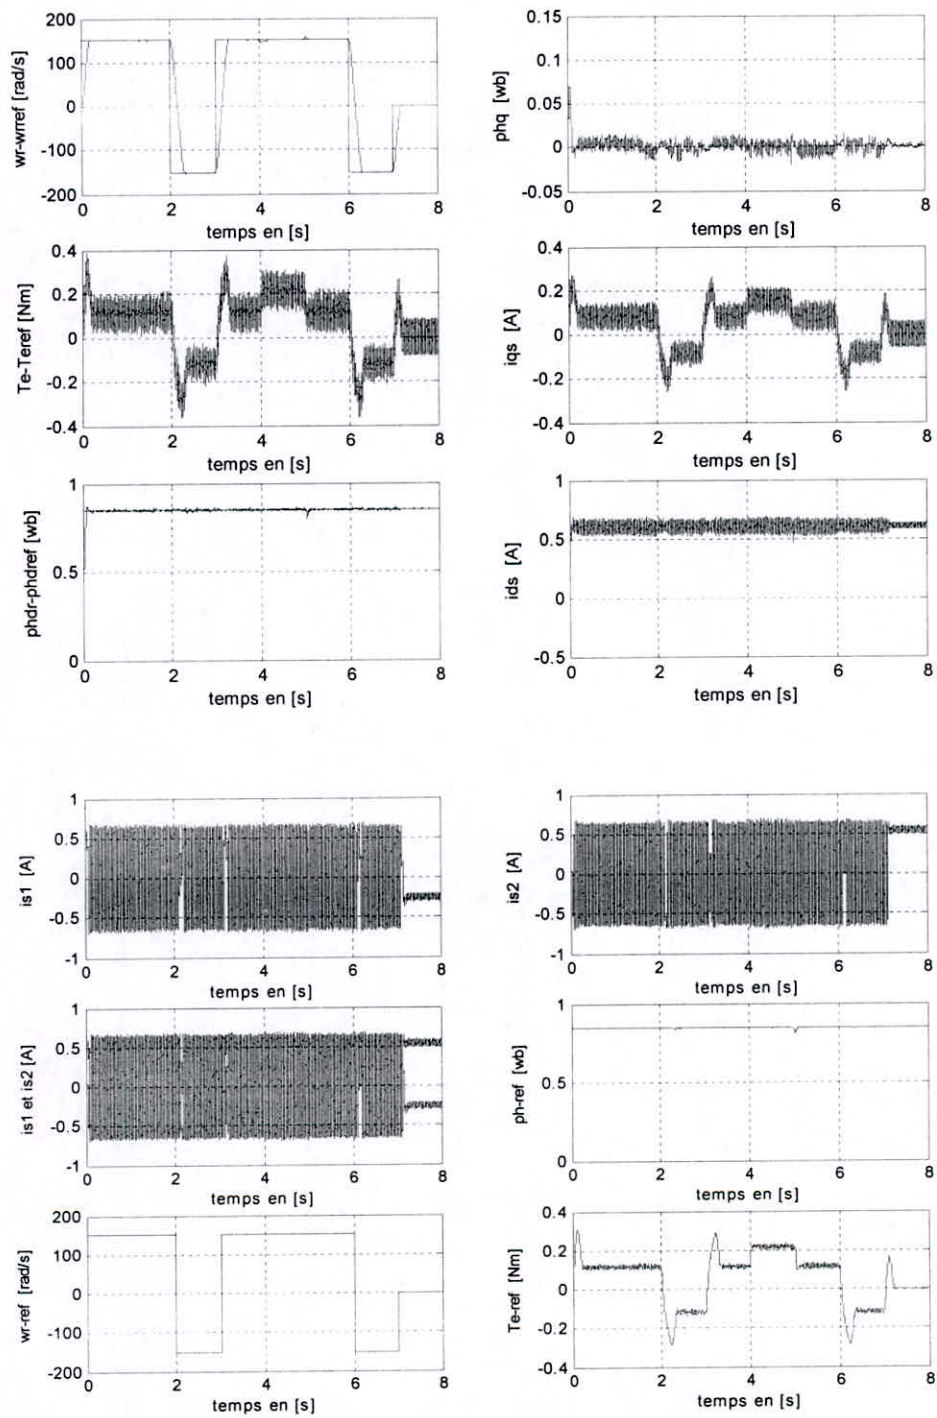 200
100
0
-100
-200
wr-wrref [rad/s]
0 2 4 6 8
temps en [s]
0.15
0.1
0.05
0
-0.05
phq [wb]
0 2 4 6 8
temps en [s]
0.4
0.2
0
-0.2
-0.4
Te-Teref [Nm]
0 2 4 6 8
temps en [s]
0.4
0.2
0
-0.2
-0.4
iqs [A]
0 2 4 6 8
temps en [s]
1
0.5
0
phdr-phdref [wb]
0 2 4 6 8
temps en [s]
1
0.5
0
-0.5
ids [A]
0 2 4 6 8
temps en [s]
1
0.5
0
-0.5
-1
is1 [A]
0 2 4 6 8
temps en [s]
1
0.5
0
-0.5
-1
is2 [A]
0 2 4 6 8
temps en [s]
1
0.5
0
-0.5
-1
is1 et is2 [A]
0 2 4 6 8
temps en [s]
1
0.5
0
ph-ref [wb]
0 2 4 6 8
temps en [s]
200
100
0
-100
-200
wr-ref [rad/s]
0 2 4 6 8
temps en [s]
0.4
0.2
0
-0.2
-0.4
Te-ref [Nm]
0 2 4 6 8
temps en [s]